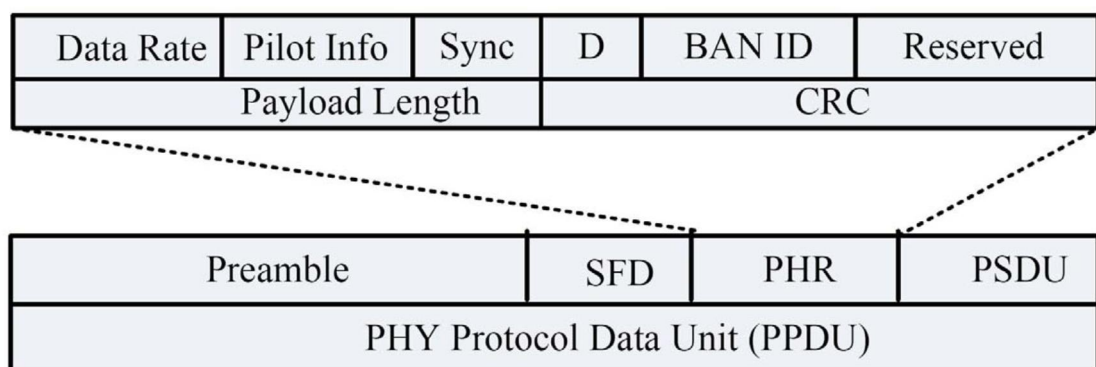 Data Rate Pilot Info Sync D BAN ID Reserved
Payload Length CRC
Preamble SFD PHR PSDU
PHY Protocol Data Unit (PPDU)